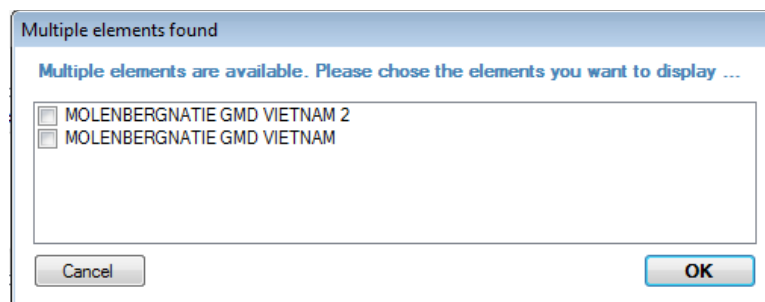 Multiple elements found
Multiple elements are available. Please chose the elements you want to display ...
MOLENBERGNATIE GMD VIETNAM 2
MOLENBERGNATIE GMD VIETNAM
Cancel
OK